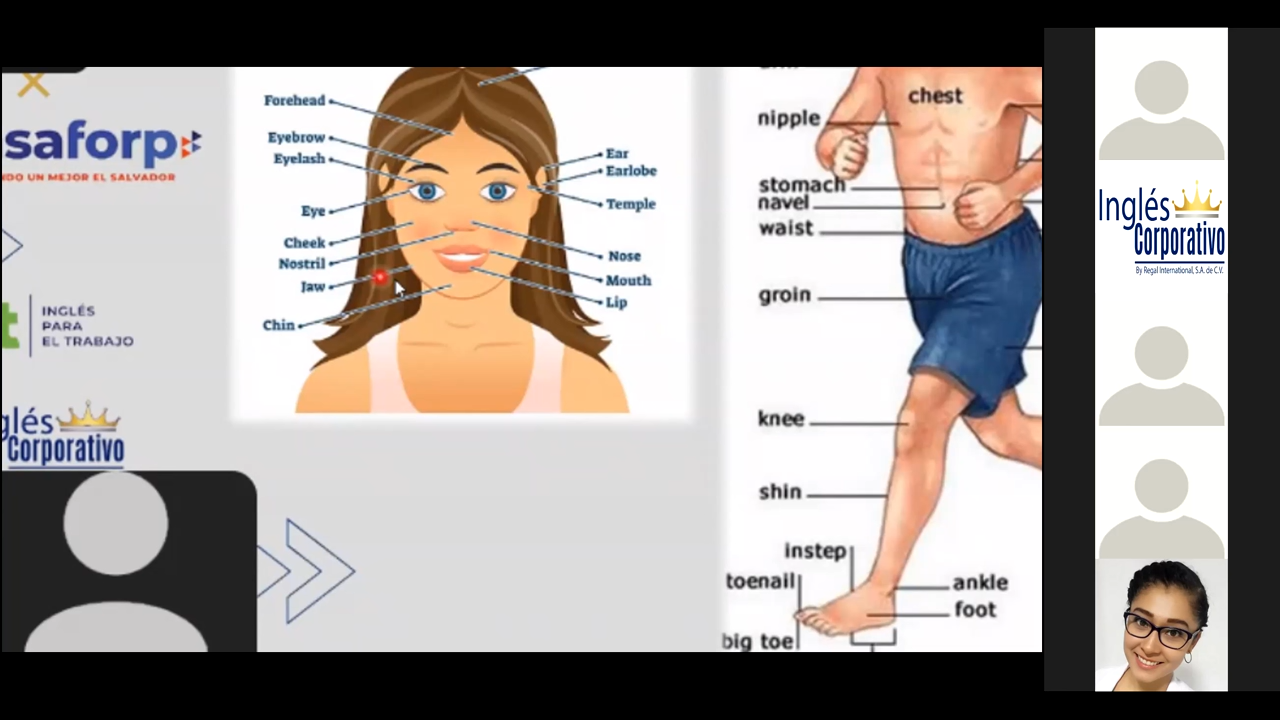 saforp
NDO UN MEJOR EL SALVADOR
INGLÉS
PARA
EL TRABAJO
glés
Corporativo
Forehead
Eyebrow
Eyelash
Eye
Cheek
Nostril
Jaw
Chin
Ear
Earlobe
Temple
Nose
Mouth
Lip
chest
nipple
stomach
navel
waist
groin
knee
shin
instep
toenail
big toe
ankle
foot
Inglés
Corporativo
By Regal International, S.A. de C.V.